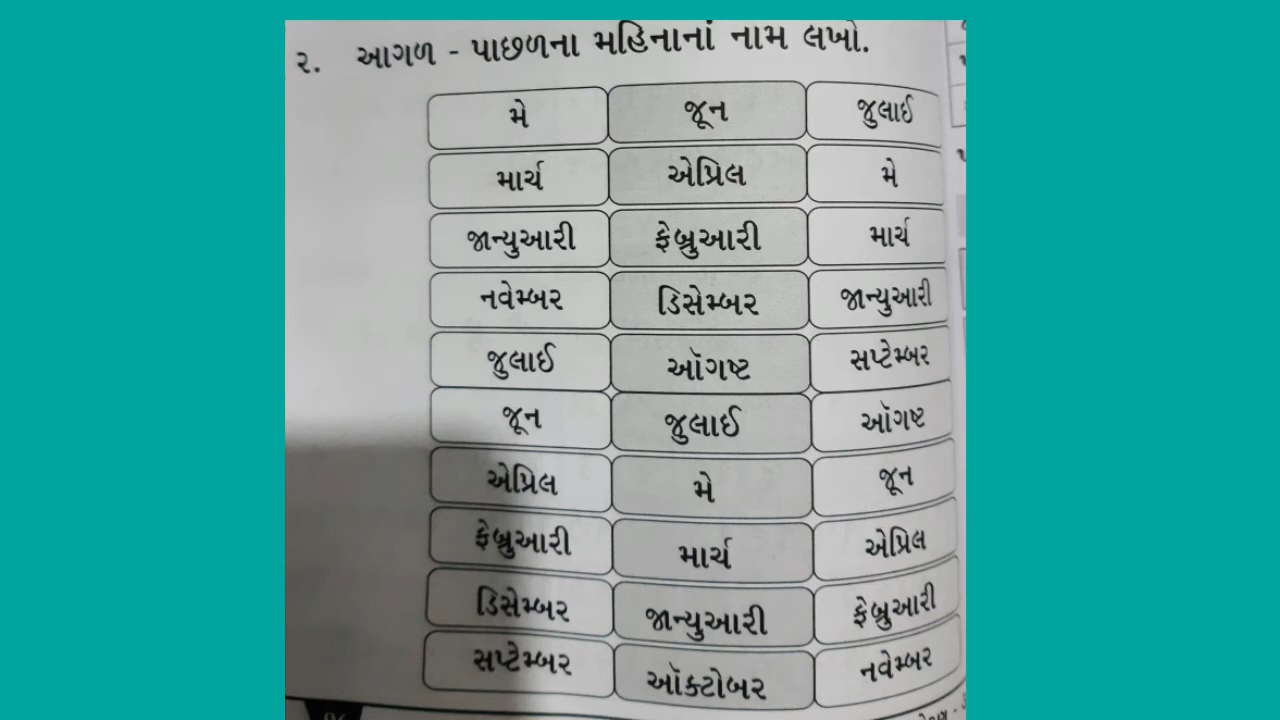 ૨. આગળ - પાછળના મહિનાનાં નામ લખો.
મે જૂન જુલાઈ
માર્ચ એપ્રિલ મે
જાન્યુઆરી ફેબ્રુઆરી માર્ચ
નવેમ્બર ડિસેમ્બર જાન્યુઆરી
જુલાઈ ઑગષ્ટ સપ્ટેમ્બર
જૂન જુલાઈ ઑગષ્ટ
એપ્રિલ મે જૂન
ફેબ્રુઆરી માર્ચ એપ્રિલ
ડિસેમ્બર જાન્યુઆરી ફેબ્રુઆરી
સપ્ટેમ્બર ઑક્ટોબર નવેમ્બર